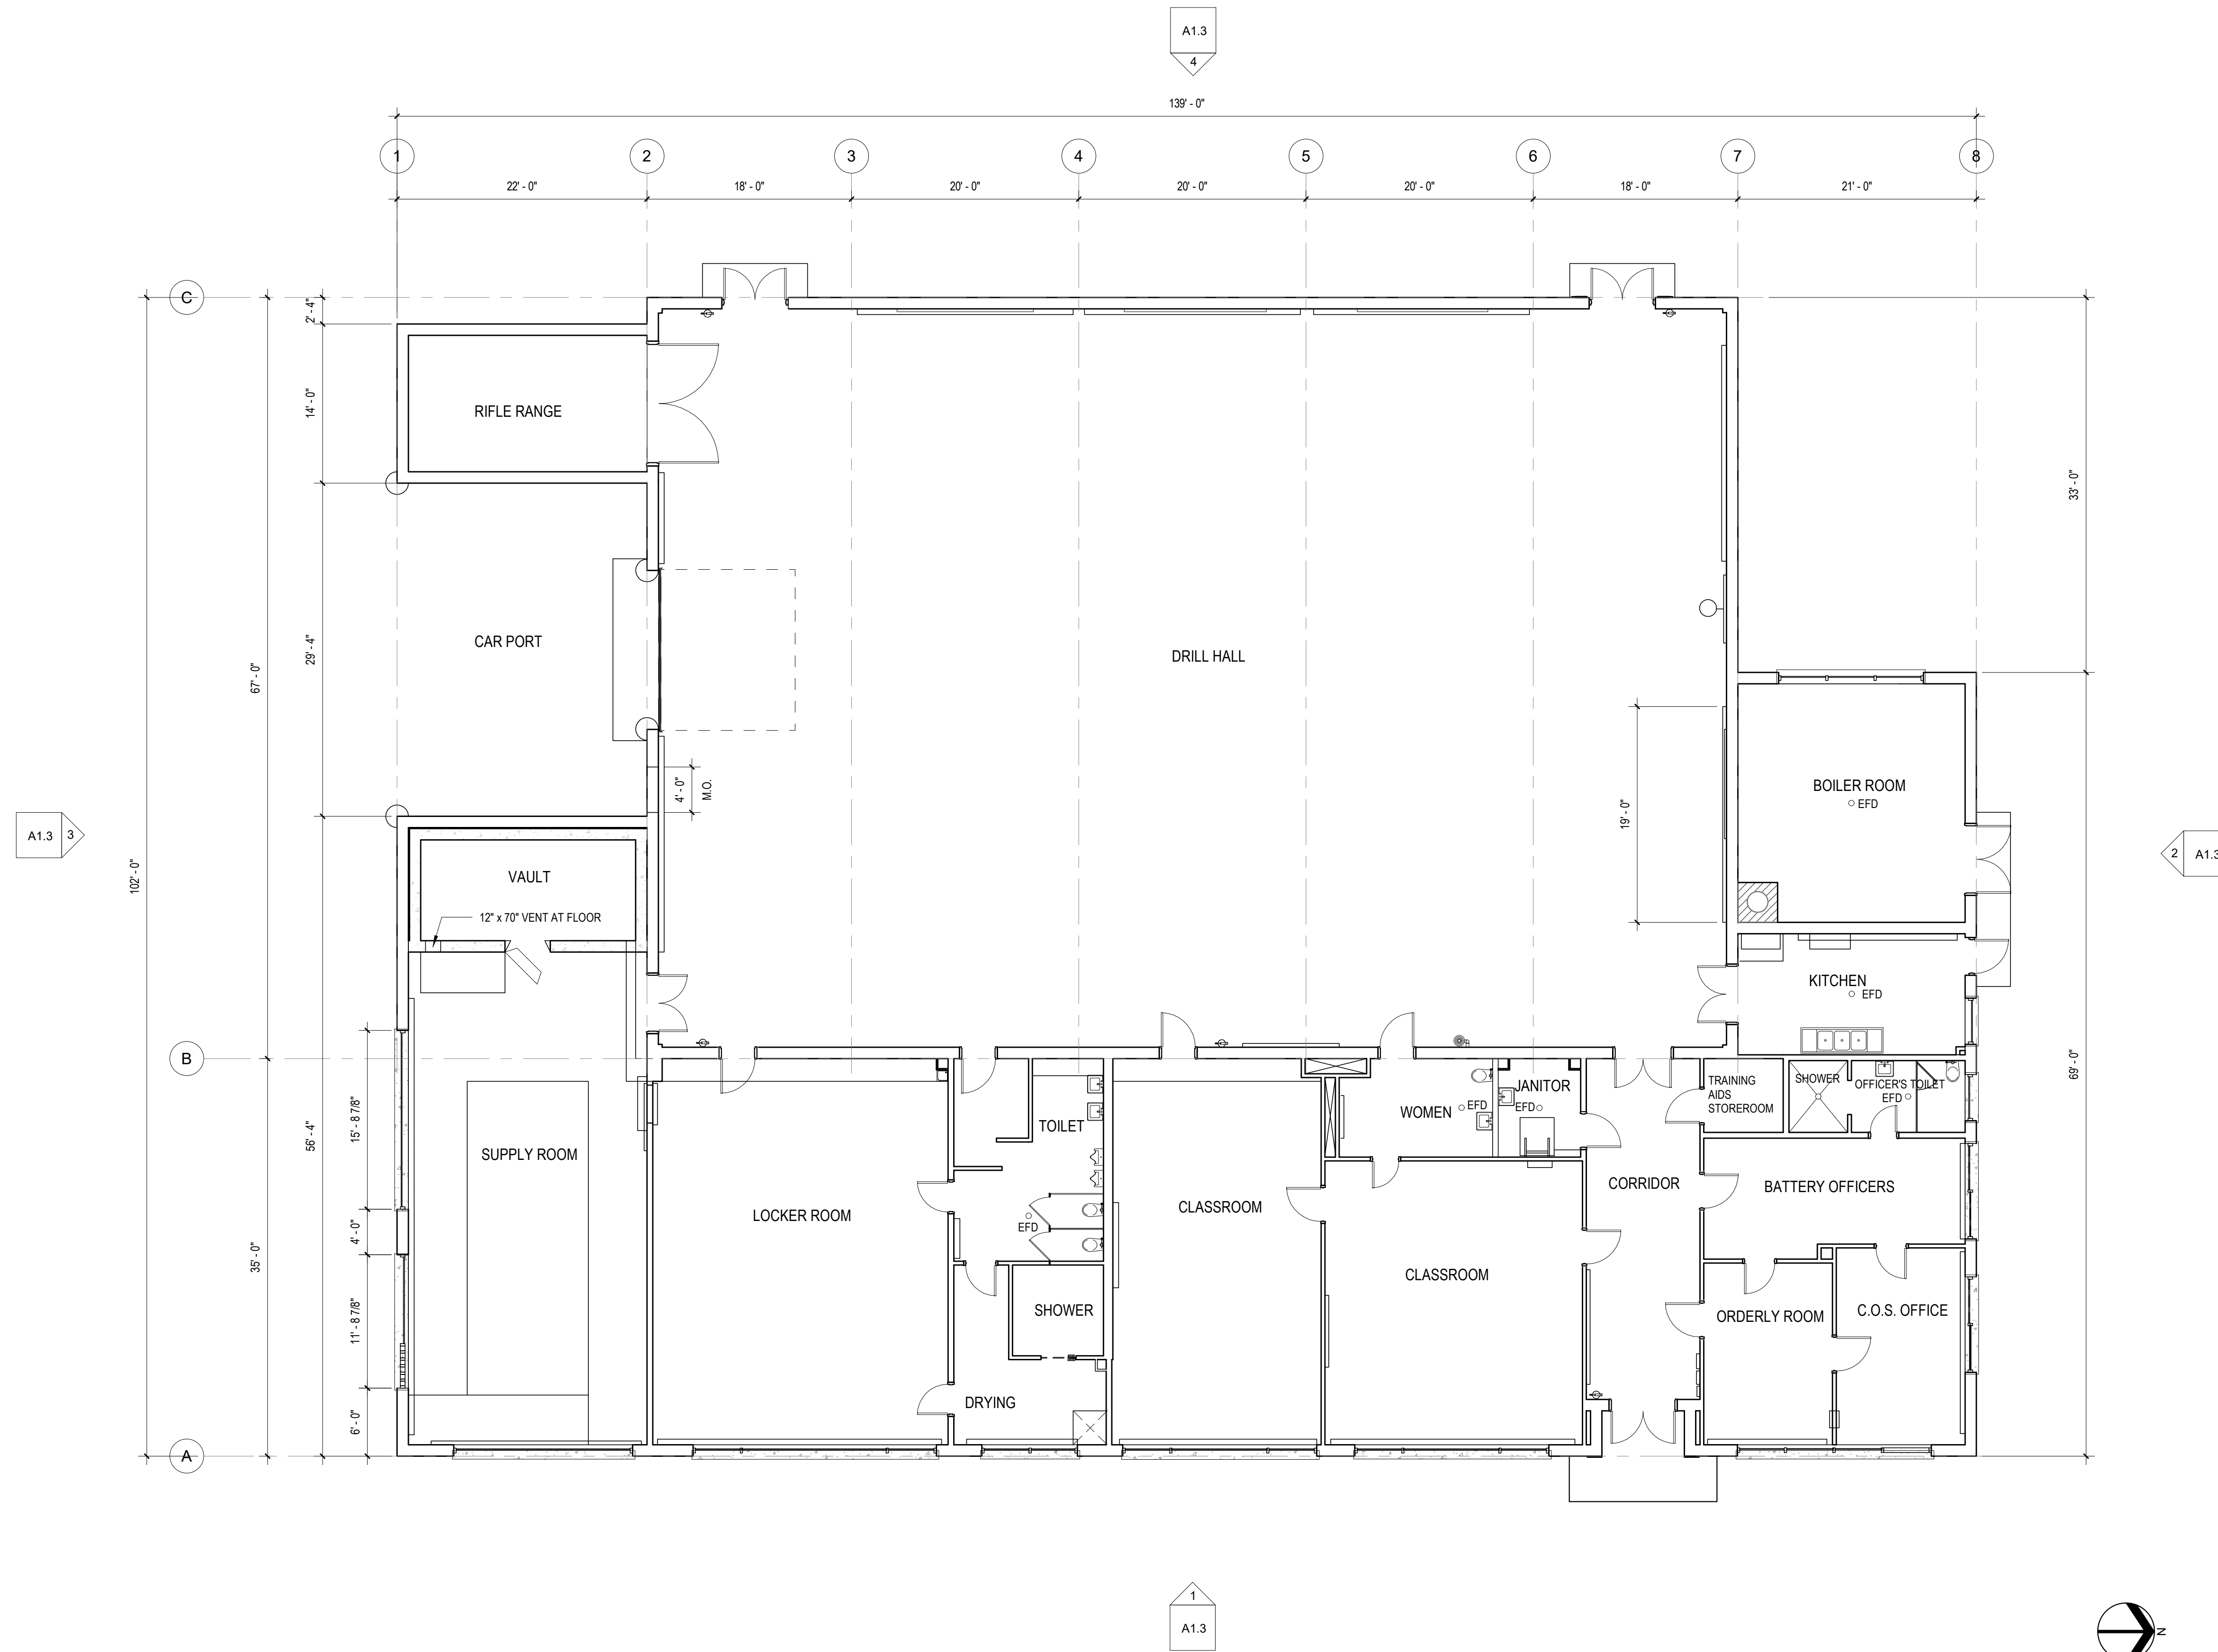 A1.3
4
139' - 0"
1
2
3
4
5
6
7
8
22' - 0"
18' - 0"
20' - 0"
20' - 0"
20' - 0"
18' - 0"
21' - 0"
C
2' - 4"
14' - 0"
RIFLE RANGE
33' - 0"
29' - 4"
CAR PORT
67' - 0"
DRILL HALL
4' - 0"
M.O.
19' - 0"
BOILER ROOM
EFD
A1.3
3
102' - 0"
VAULT
12" x 70" VENT AT FLOOR
2
A1.3
KITCHEN
EFD
B
69' - 0"
15' - 8 7/8"
56' - 4"
SUPPLY ROOM
LOCKER ROOM
TOILET
EFD
CLASSROOM
WOMEN
EFD
JANITOR
EFD
TRAINING
AIDS
STOREROOM
SHOWER
OFFICER'S TOILET
EFD
CORRIDOR
BATTERY OFFICERS
4' - 0"
35' - 0"
11' - 8 7/8"
SHOWER
CLASSROOM
ORDERLY ROOM
C.O.S. OFFICE
DRYING
6' - 0"
A
1
A1.3
N